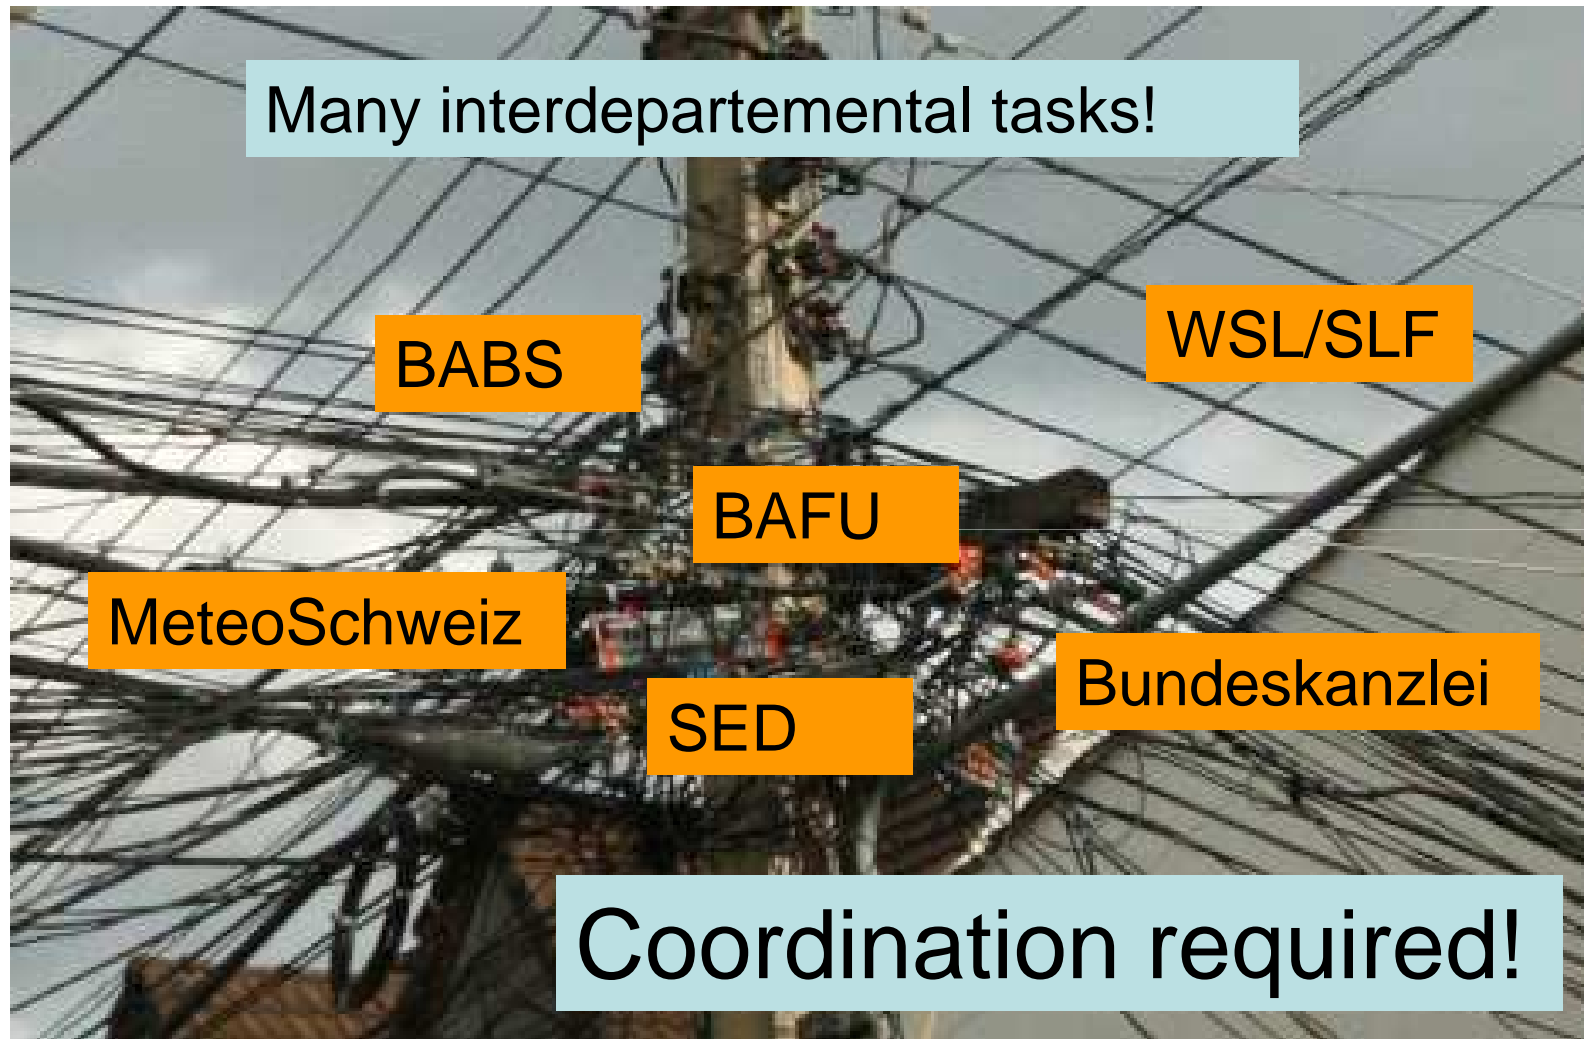 Many interdepartemental tasks!
WSL/SLF
BABS
BAFU
MeteoSchweiz
Bundeskanzlei
SED
Coordination required!